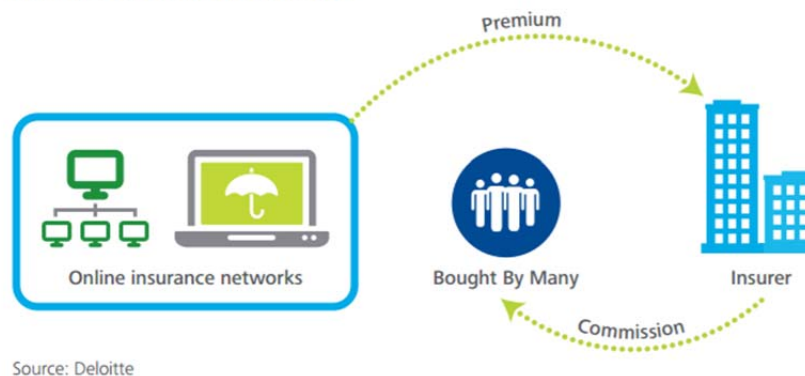 Premium
Online insurance networks
Bought By Many
Insurer
Commission
Source: Deloitte